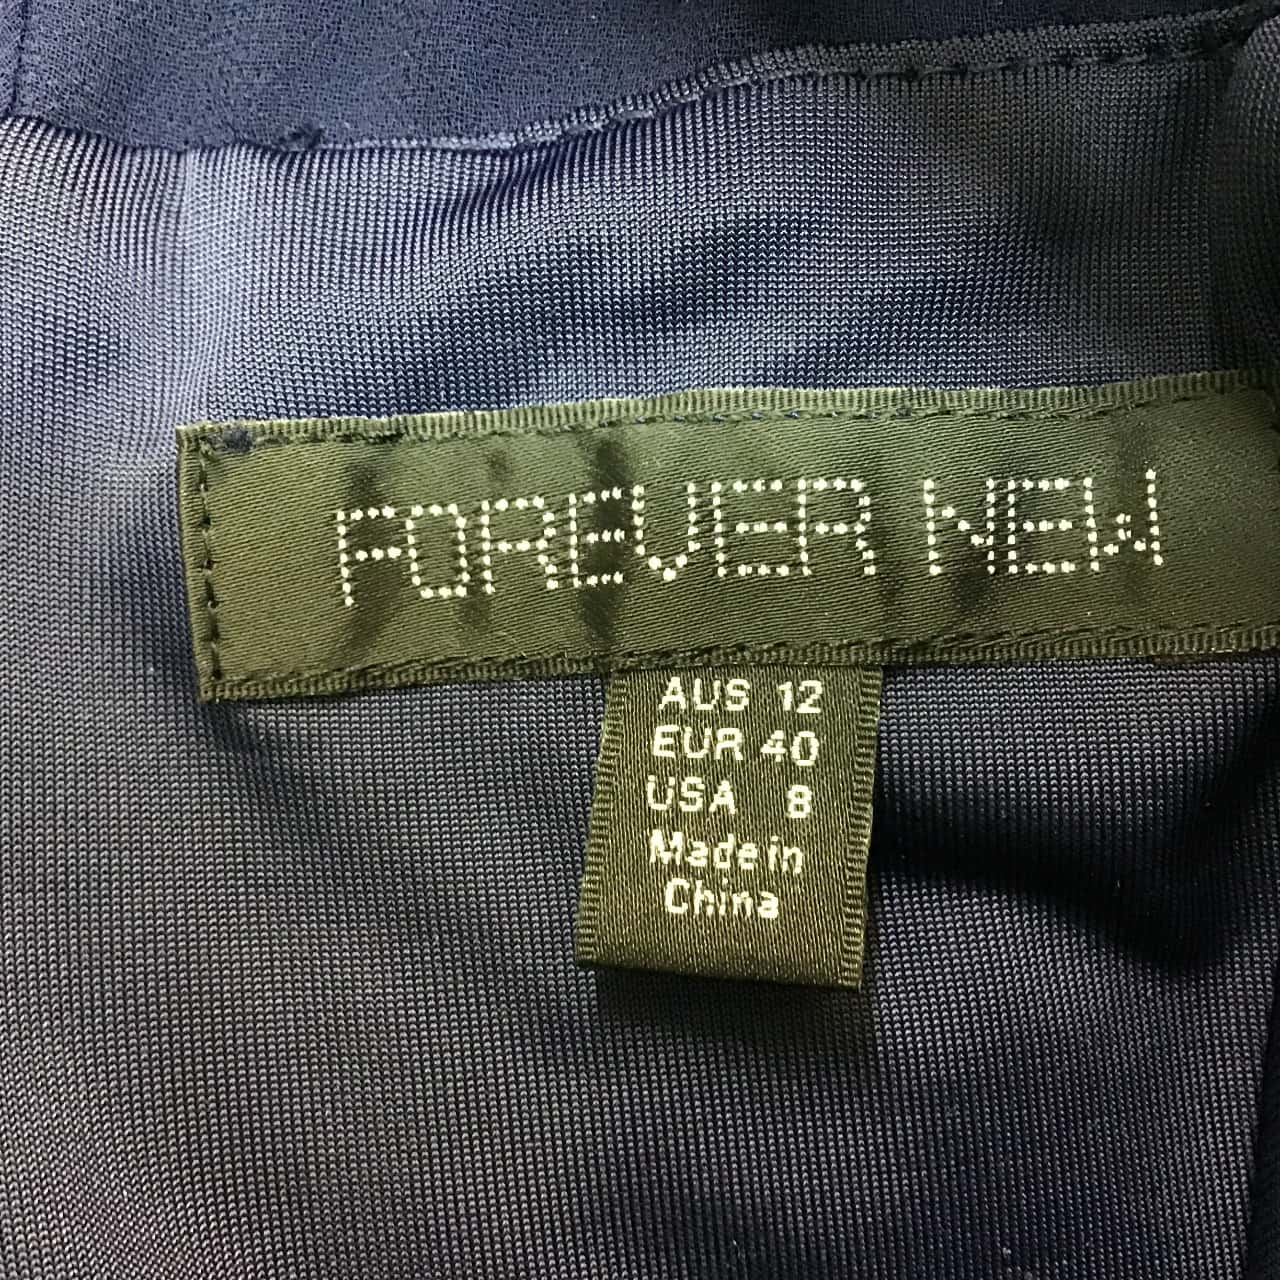 FOREVER NEW
AUS 12
EUR 40
USA 8
Made in
China